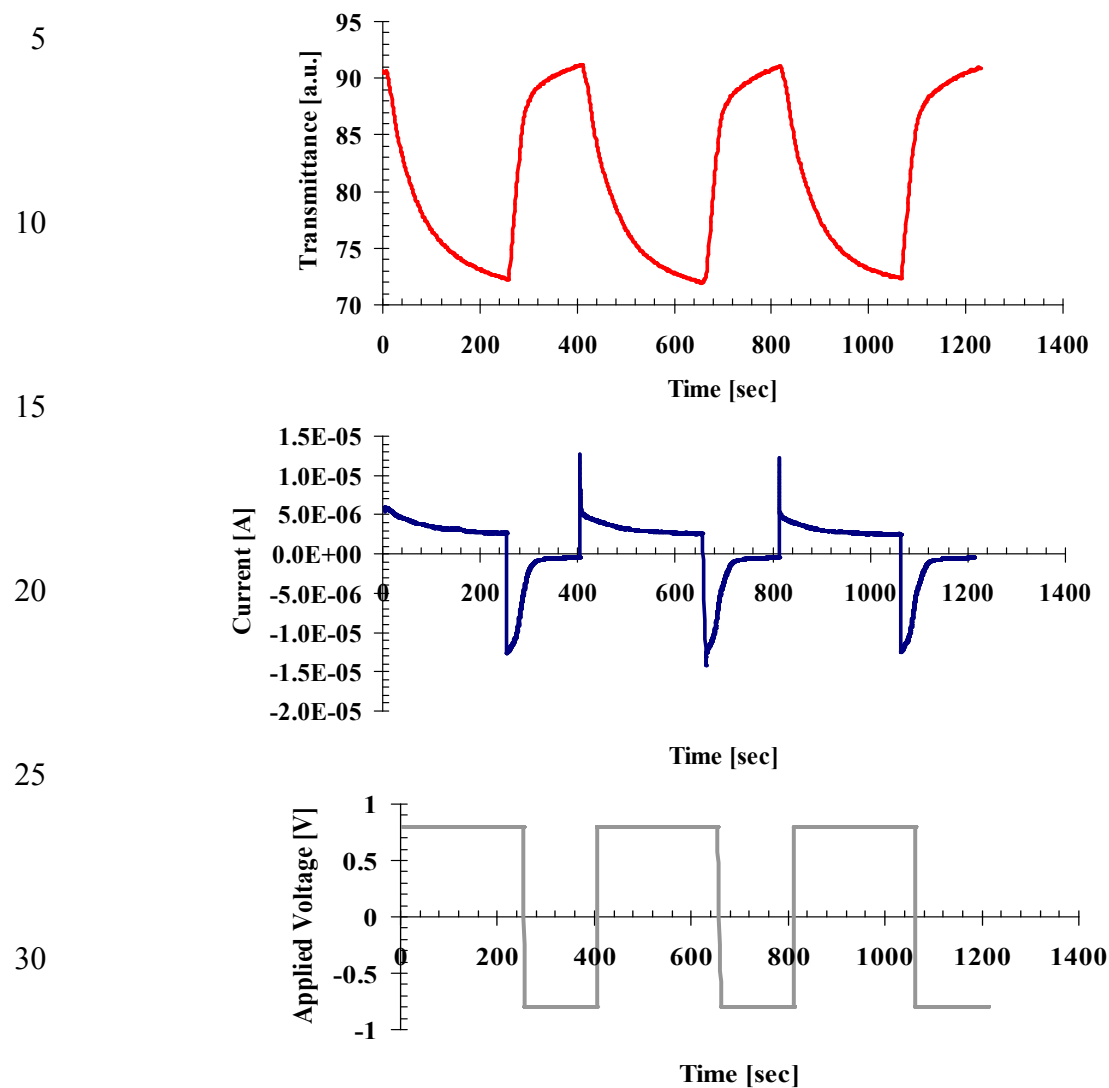 5
10
15
20
25
30
95
90
85
80
75
70
Transmittance [a.u.]
0 200 400 600 800 1000 1200 1400
Time [sec]
1.5E-05
1.0E-05
5.0E-06
0.0E+00
-5.0E-06
-1.0E-05
-1.5E-05
-2.0E-05
Current [A]
0 200 400 600 800 1000 1200 1400
Time [sec]
1
0.5
0
-0.5
-1
Applied Voltage [V]
0 200 400 600 800 1000 1200 1400
Time [sec]